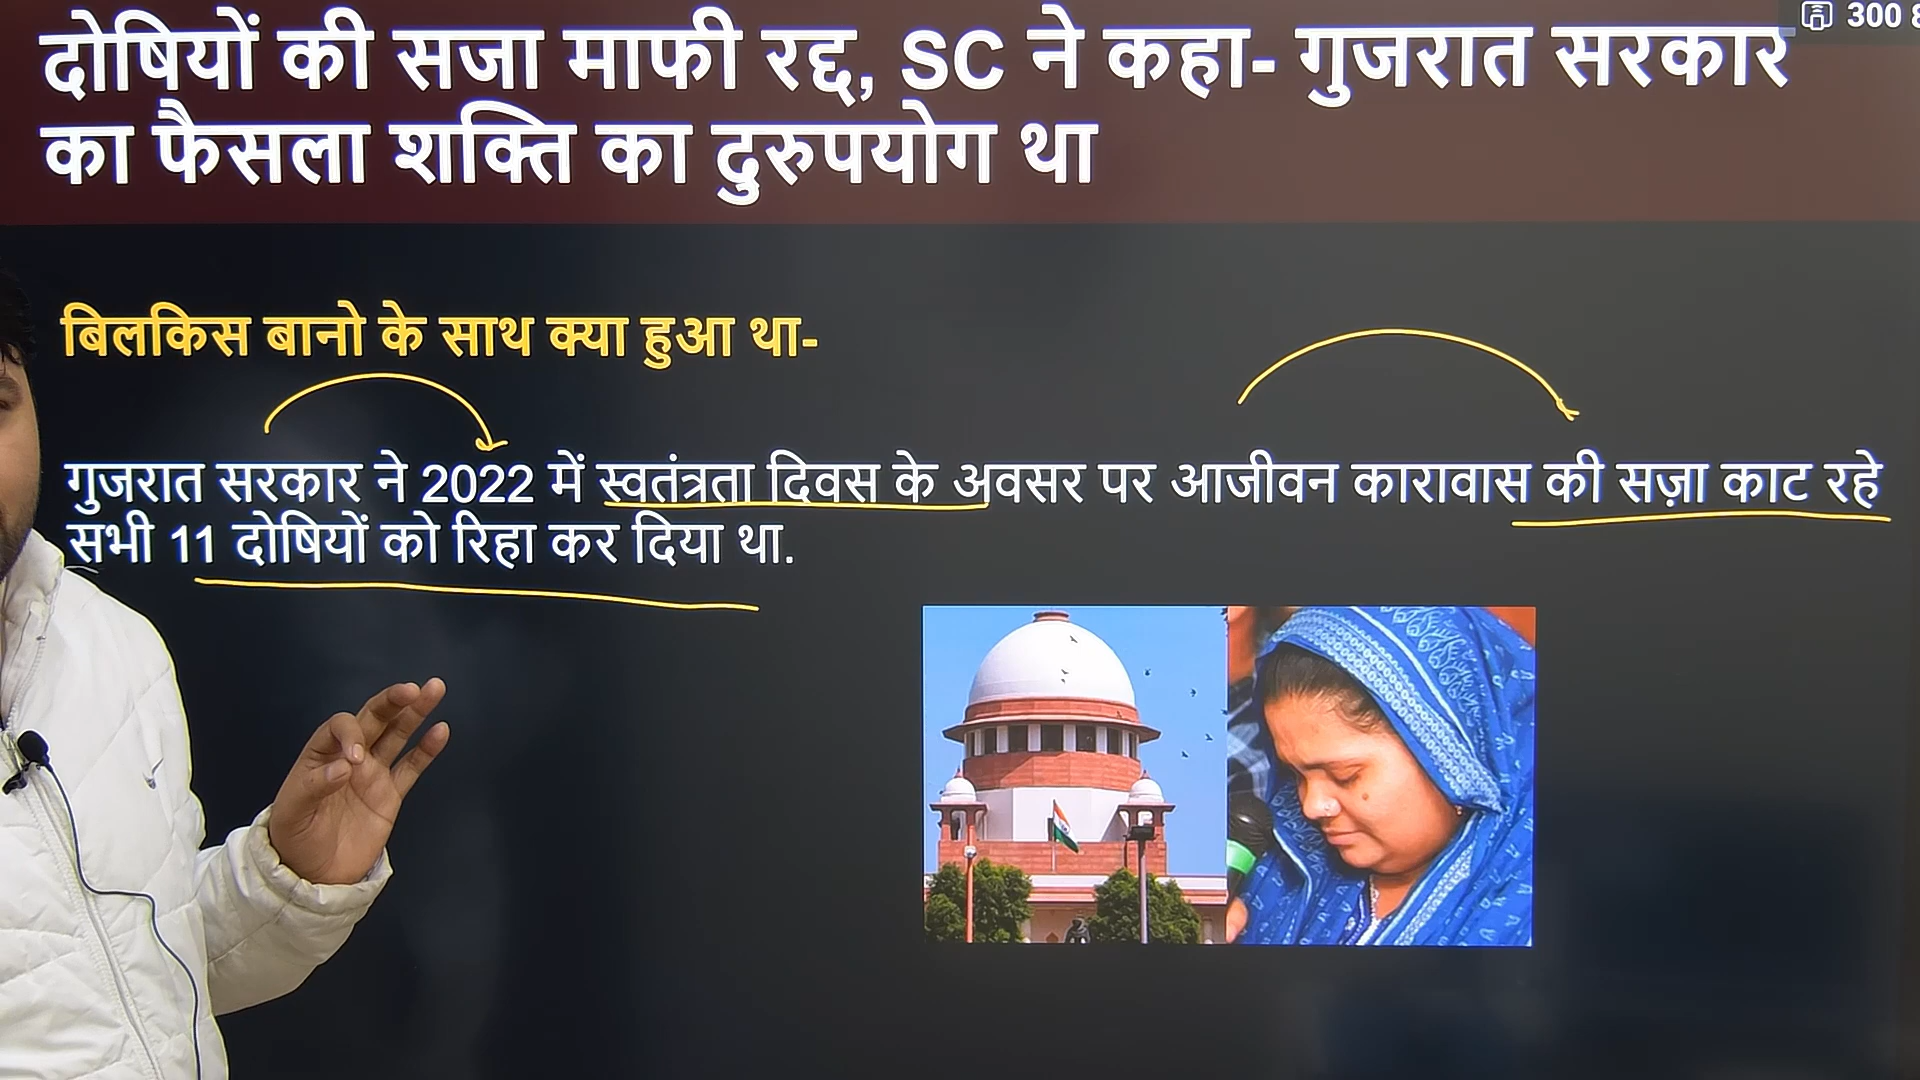 300
दोषियों की सजा माफी रद्द, SC ने कहा- गुजरात सरकार
का फैसला शक्ति का दुरुपयोग था
बिलकिस बानो के साथ क्या हुआ था-
गुजरात सरकार ने 2022 में स्वतंत्रता दिवस के अवसर पर आजीवन कारावास की सज़ा काट रहे
सभी 11 दोषियों को रिहा कर दिया था.